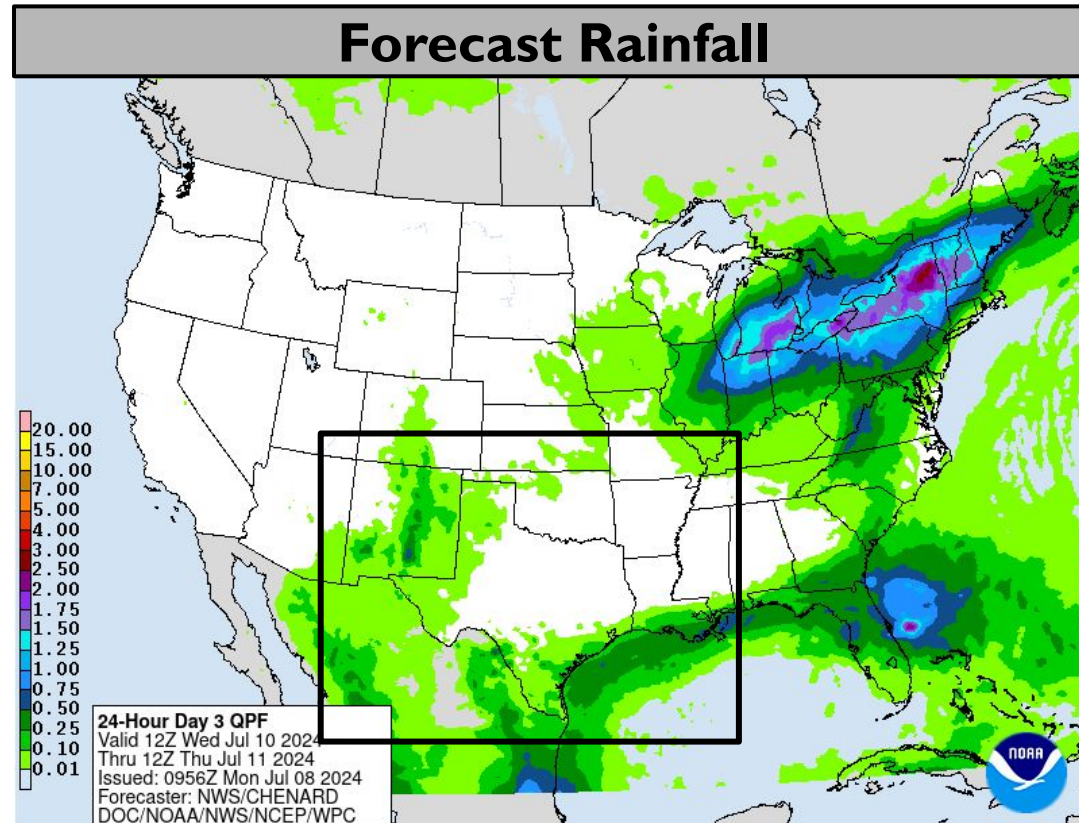 Forecast Rainfall
20.00
15.00
10.00
7.00
5.00
4.00
3.00
2.50
2.00
1.75
1.50
1.25
1.00
0.75
0.50
0.25
0.10
0.01
24-Hour Day 3 QPF
Valid 12Z Wed Jul 10 2024
Thru 12Z Thu Jul 11 2024
Issued: 0956Z Mon Jul 08 2024
Forecaster: NWS/CHENARD
DOC/NOAA/NWS/NCEP/WPC
NOAA